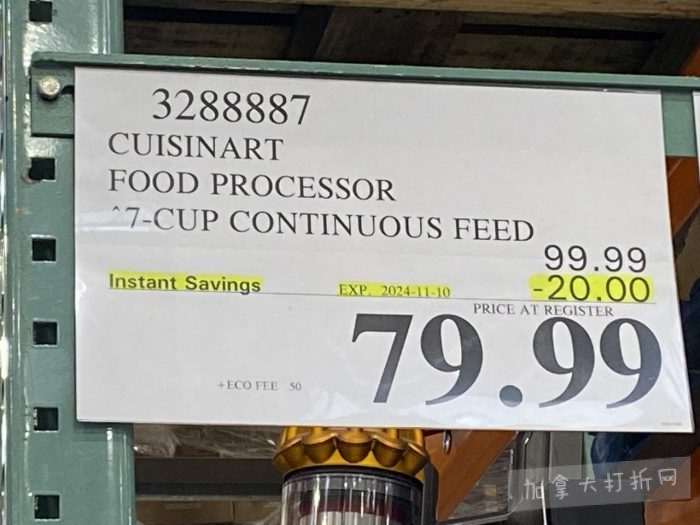 3288887
CUISINART
FOOD PROCESSOR
^7-CUP CONTINUOUS FEED
99.99
Instant Savings EXP. 2024-11-10 -20.00
PRICE AT REGISTER
79.99
+ECO FEE 50
加拿大打折网